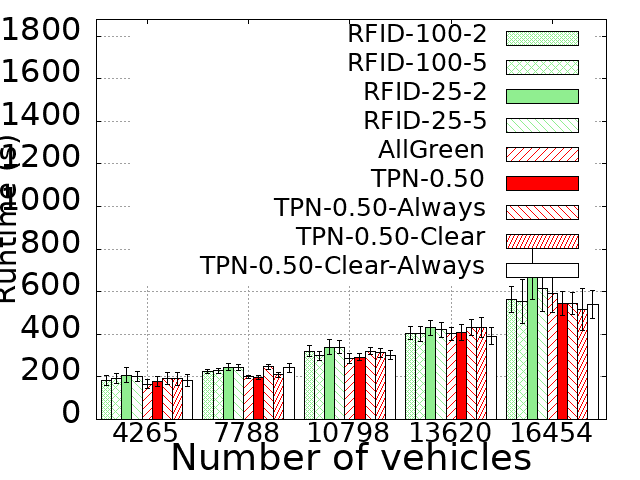 1800
1600
1400
1200
1000
800
600
400
200
0
Runtime (s)
RFID-100-2
RFID-100-5
RFID-25-2
RFID-25-5
AllGreen
TPN-0.50
TPN-0.50-Always
TPN-0.50-Clear
TPN-0.50-Clear-Always
4265 7788 10798 13620 16454
Number of vehicles